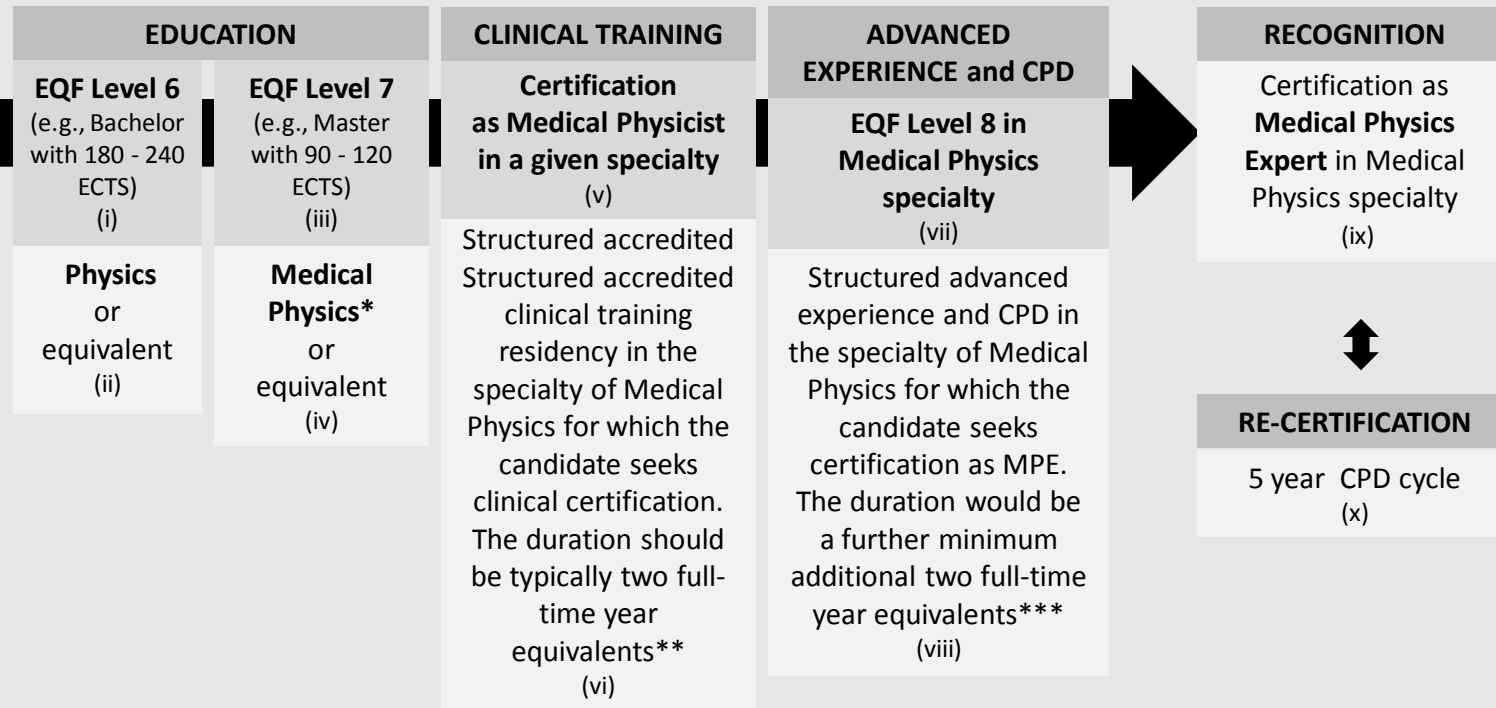 EDUCATION
EQF Level 6
(e.g., Bachelor
with 180 - 240
ECTS)
(i)
Physics
or
equivalent
(ii)
EQF Level 7
(e.g., Master
with 90 - 120
ECTS)
(iii)
Medical
Physics*
or
equivalent
(iv)
CLINICAL TRAINING
Certification
as Medical Physicist
in a given specialty
(v)
Structured accredited
Structured accredited
clinical training
residency in the
specialty of Medical
Physics for which the
candidate seeks
clinical certification.
The duration should
be typically two full-
time year
equivalents**
(vi)
ADVANCED
EXPERIENCE and CPD
EQF Level 8 in
Medical Physics
specialty
(vii)
Structured advanced
experience and CPD in
the specialty of Medical
Physics for which the
candidate seeks
certification as MPE.
The duration would be
a further minimum
additional two full-time
year equivalents***
(viii)
RECOGNITION
Certification as
Medical Physics
Expert in Medical
Physics specialty
(ix)
RE-CERTIFICATION
5 year CPD cycle
(x)